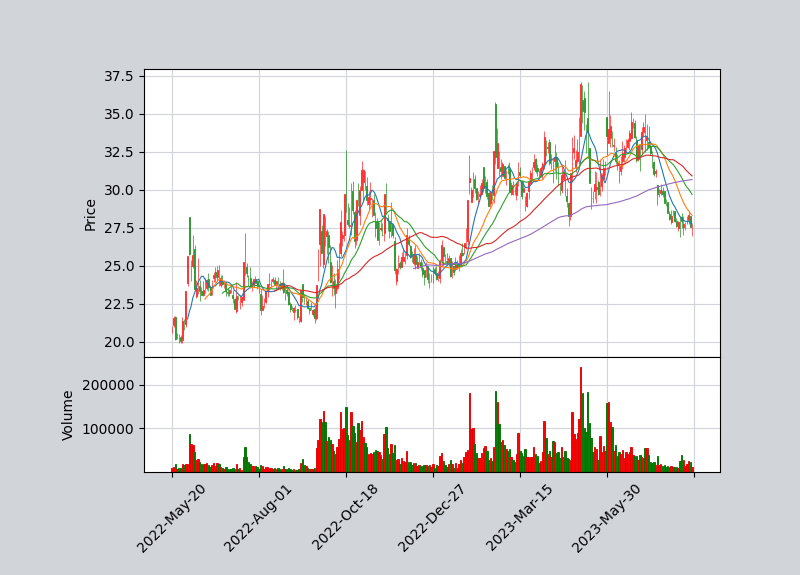 37.5
35.0
32.5
30.0
27.5
25.0
22.5
20.0
Price
200000
100000
Volume
2022-May-20
2022-Aug-01
2022-Oct-18
2022-Dec-27
2023-Mar-15
2023-May-30